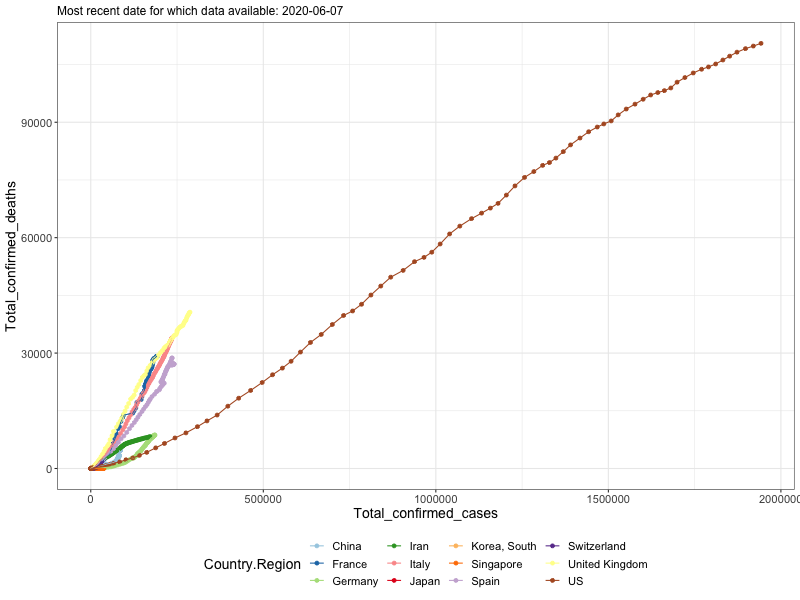 Most recent date for which data available: 2020-06-07
Total_confirmed_deaths
90000
60000
30000
0
0 500000 1000000 1500000 2000000
Total_confirmed_cases
Country.Region
China Iran Korea, South Switzerland
France Italy Singapore United Kingdom
Germany Japan Spain US